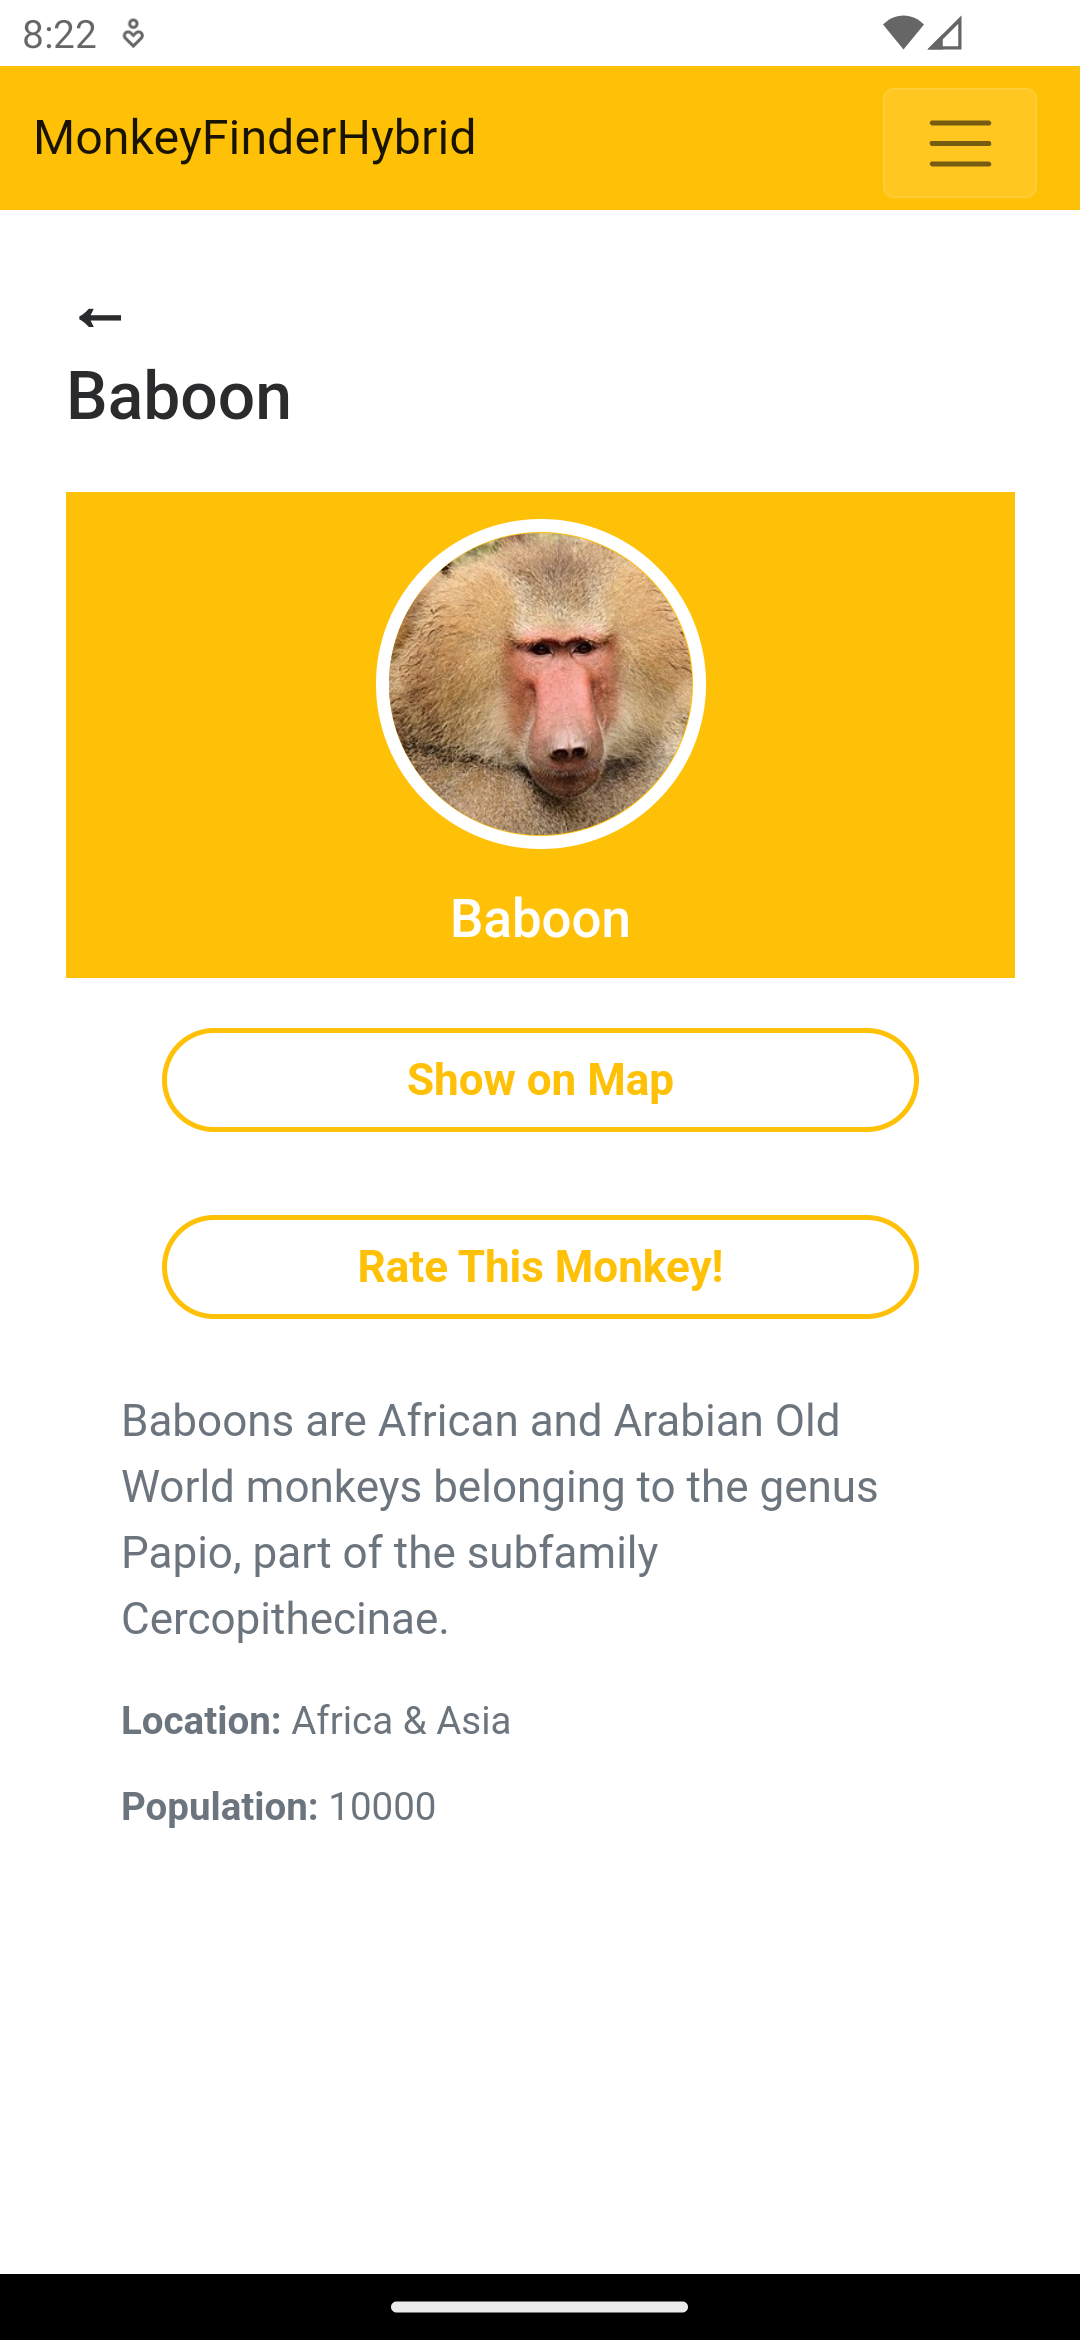 8:22
MonkeyFinderHybrid
←
Baboon
Baboon
Show on Map
Rate This Monkey!
Baboons are African and Arabian Old
World monkeys belonging to the genus
Papio, part of the subfamily
Cercopithecinae.
Location: Africa & Asia
Population: 10000